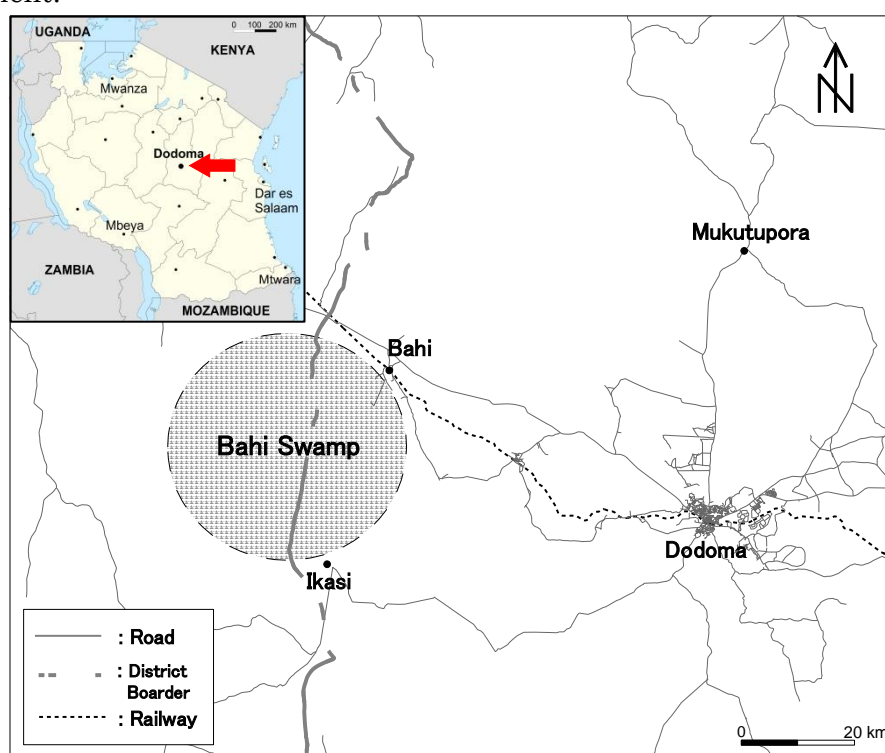 UGANDA
0 100 200 km
KENYA
Mwanza
Dodoma
Dar es
Salaam
Mbeya
ZAMBIA
Mtwara
MOZAMBIQUE
N
Mukutupora
Bahi
Bahi Swamp
Dodoma
Ikasi
: Road
: District
Boarder
: Railway
0 20 km